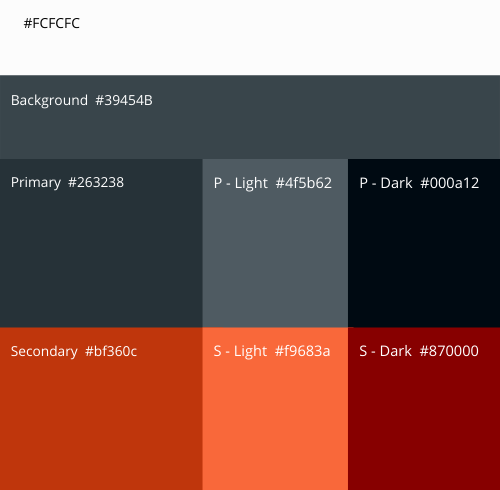 #FCFCFC
Background  #39454B
Primary  #263238
P - Light  #4f5b62
P - Dark  #000a12
Secondary  #bf360c
S - Light  #f9683a
S - Dark  #870000